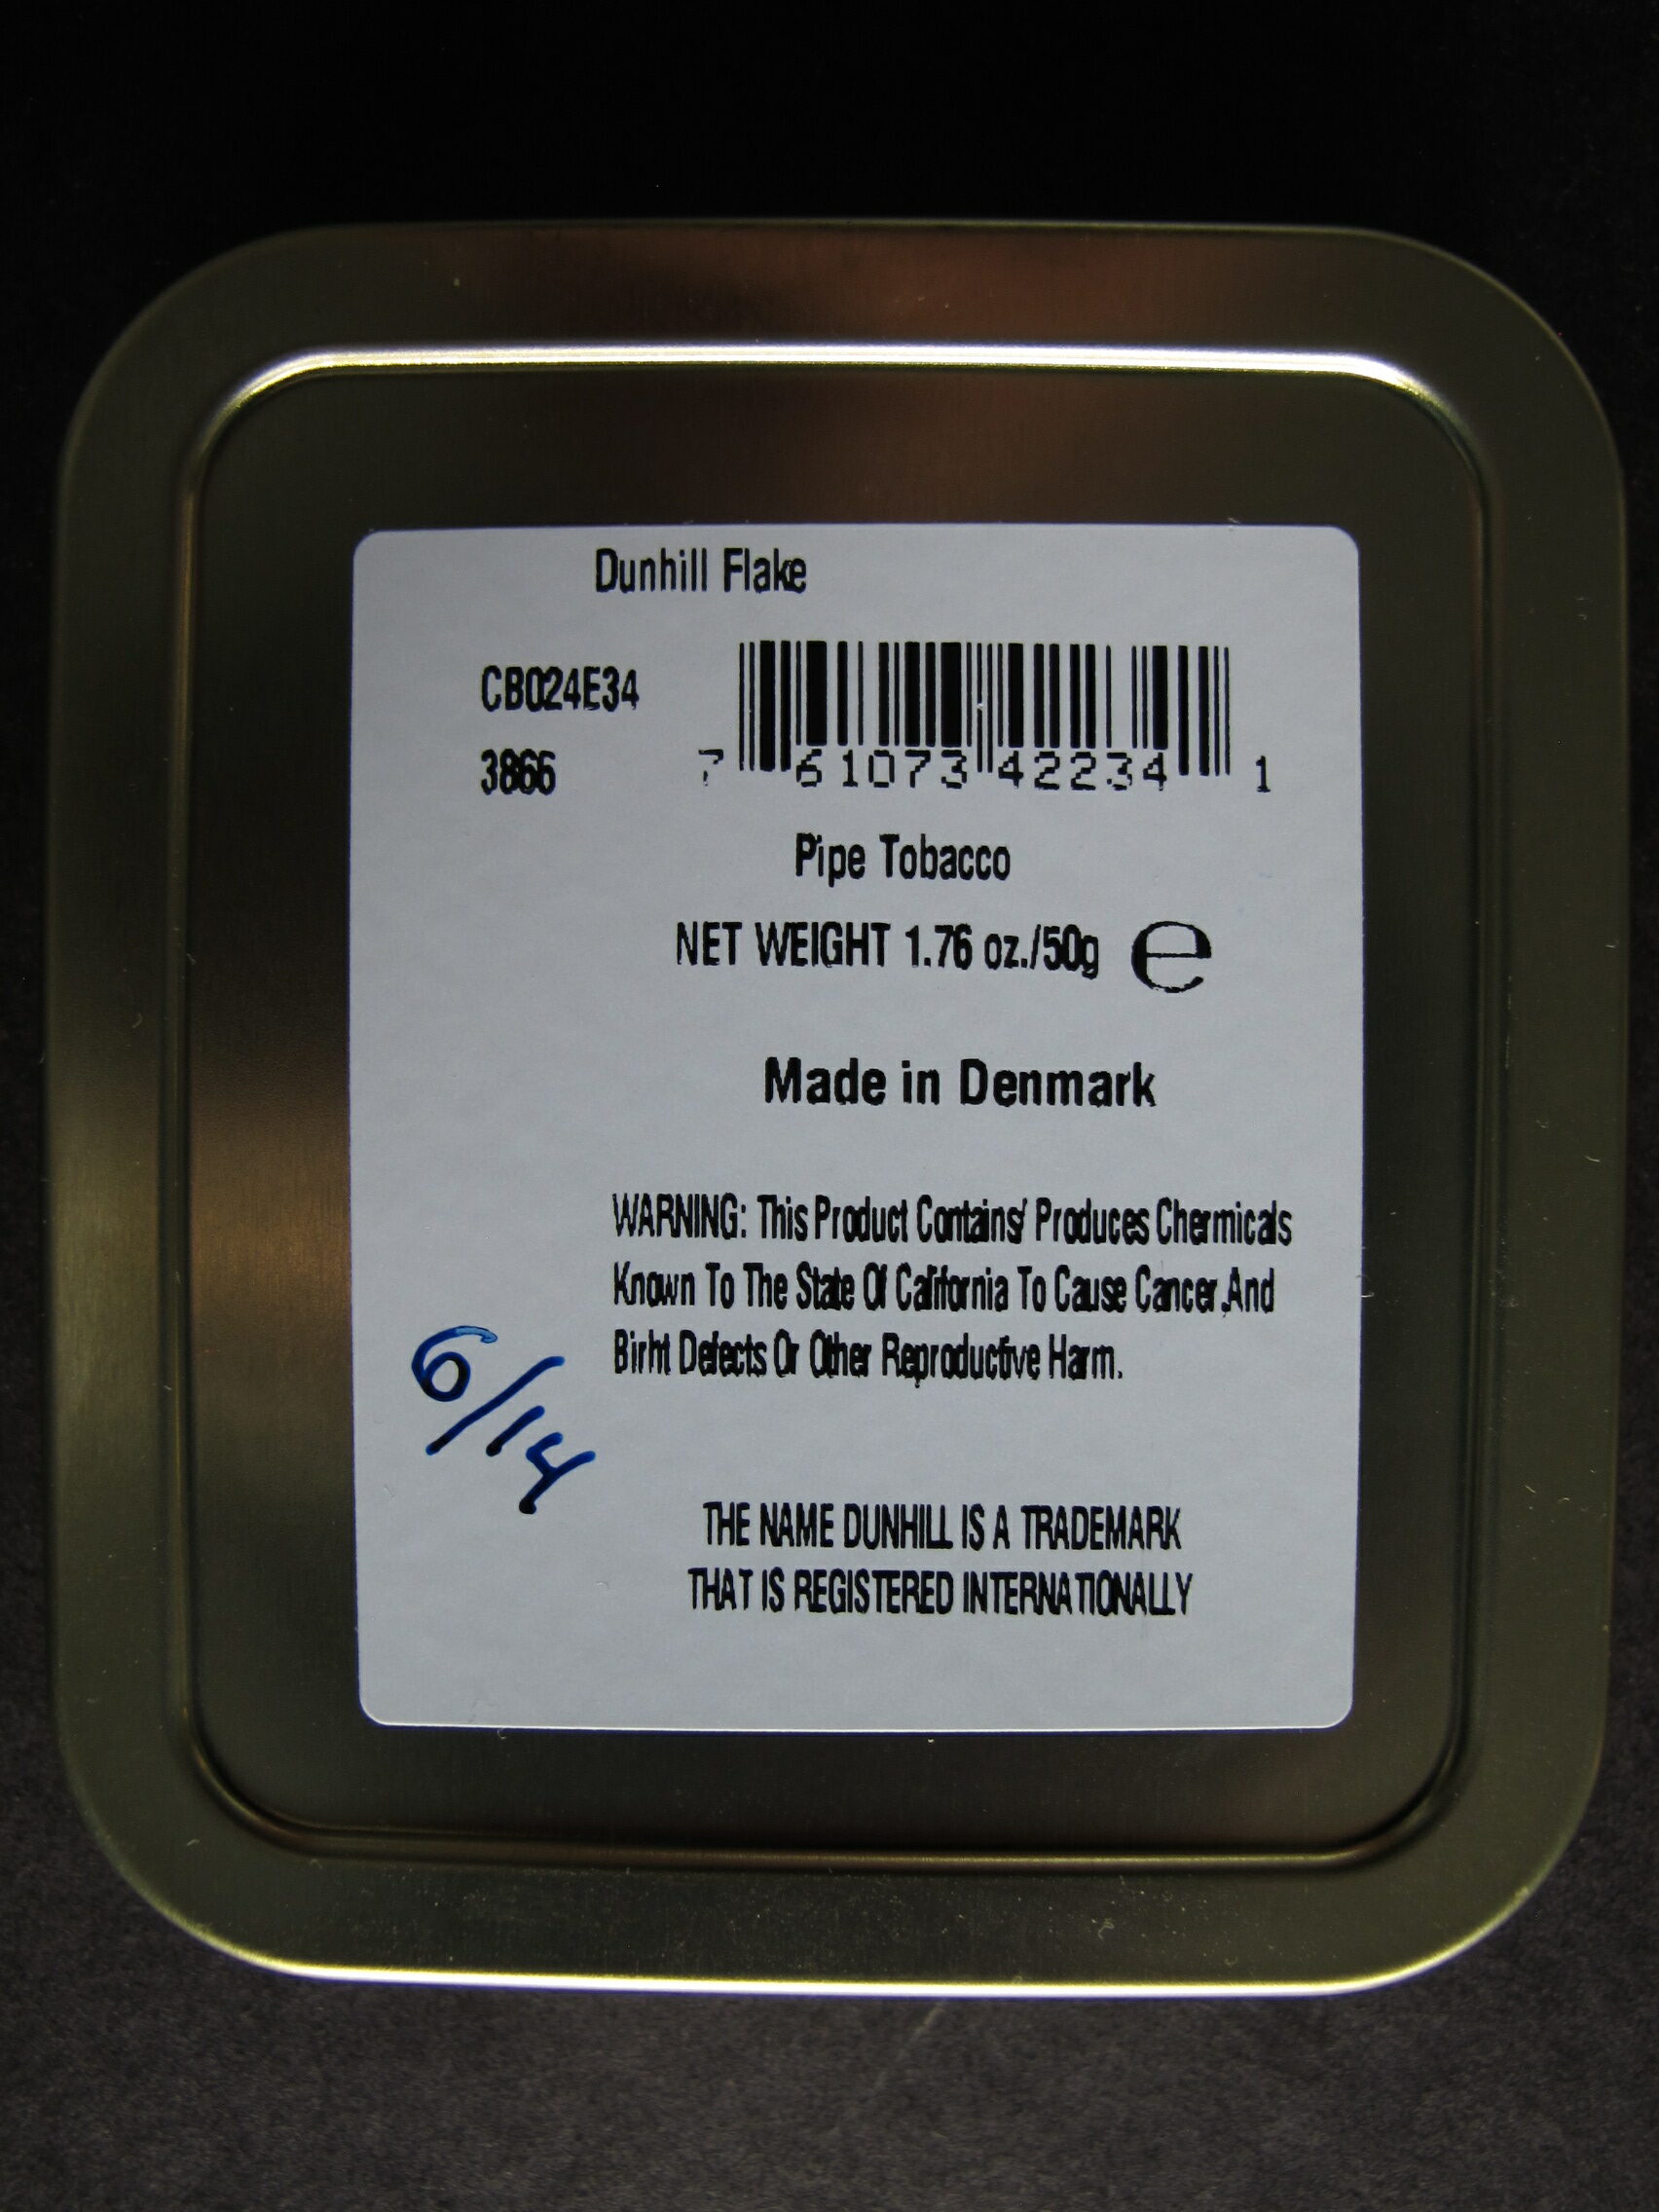 Dunhill Flake
CB024E34
3866
7 61073 42234 1
Pipe Tobacco
NET WEIGHT 1.76 oz./50g e
Made in Denmark
WARNING: This Product Contains/ Produces Chermicals
Known To The State Of California To Cause Cancer.And
Birht Defects Or Other Reproductive Harm.
6/14
THE NAME DUNHILL IS A TRADEMARK
THAT IS REGISTERED INTERNATIONALLY